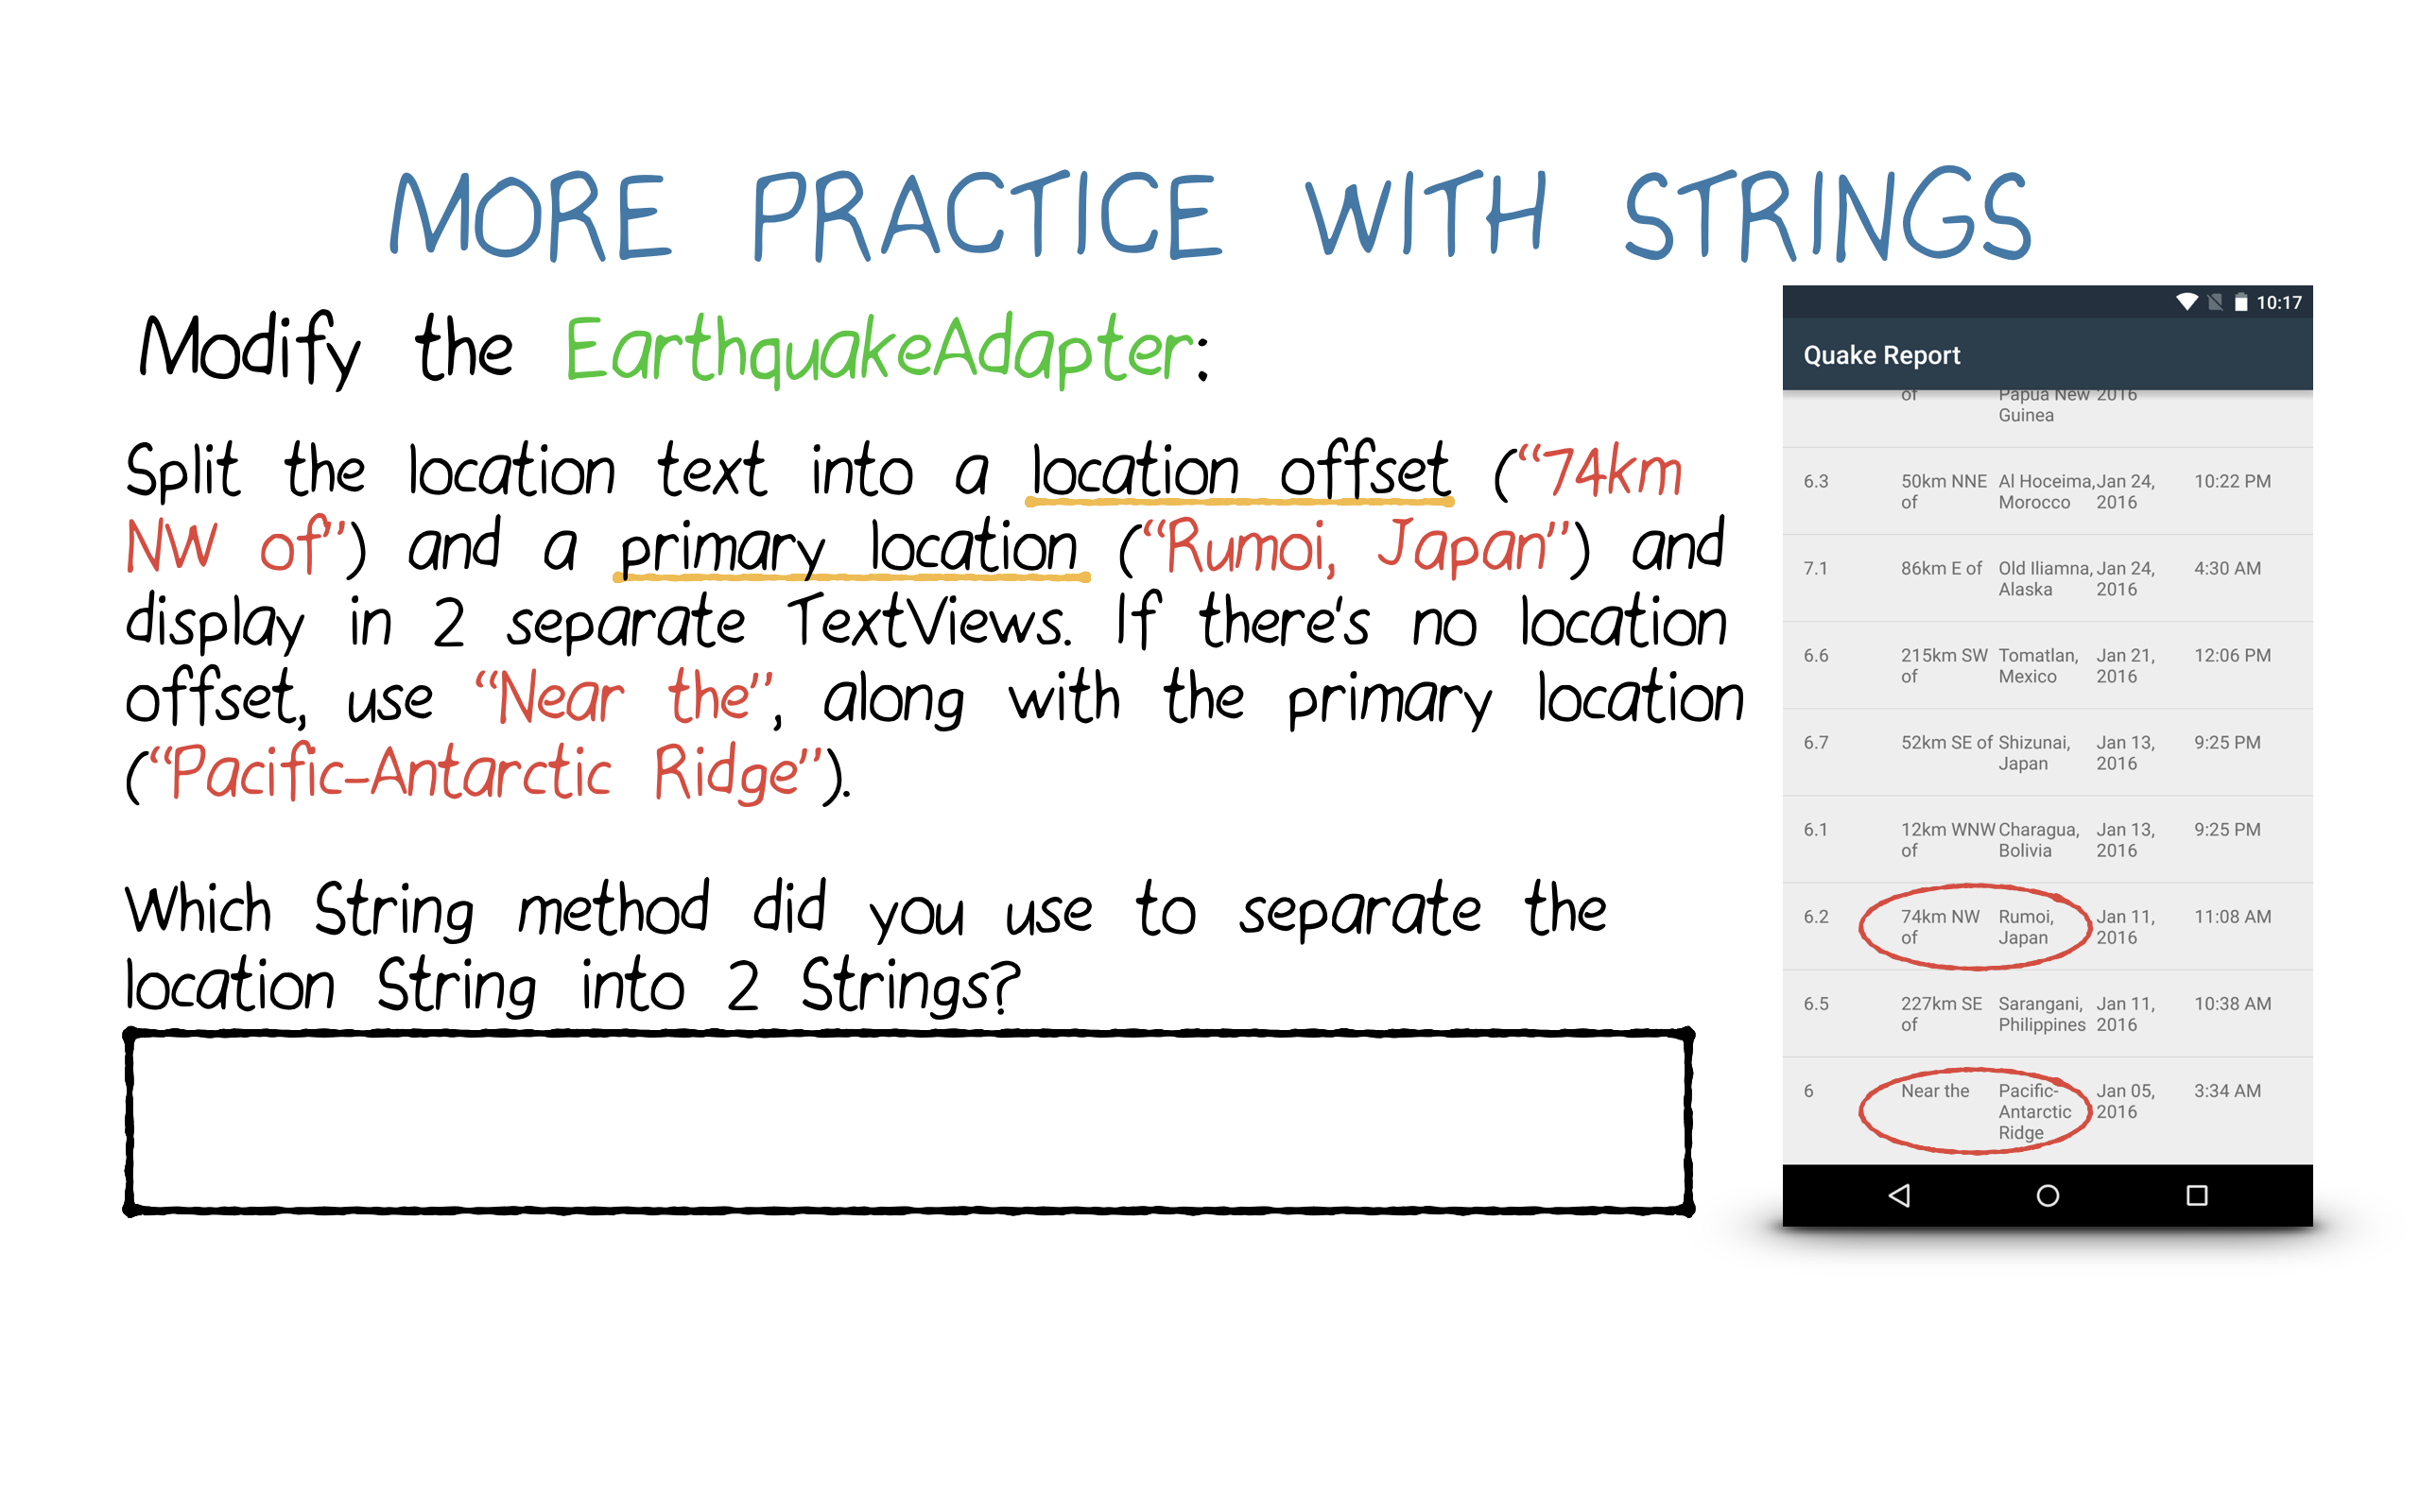 MORE PRACTICE WITH STRINGS
Modify the EarthquakeAdapter:
Split the location text into a location offset (“74km
NW of”) and a primary location (“Rumoi, Japan”) and
display in 2 separate TextViews. If there's no location
offset, use “Near the”, along with the primary location
(“Pacific-Antarctic Ridge”).
Which String method did you use to separate the
location String into 2 Strings?
10:17
Quake Report
of Papua New 2016
Guinea
6.3 50km NNE Al Hoceima, Jan 24, 10:22 PM
of Morocco 2016
7.1 86km E of Old Iliamna, Jan 24, 4:30 AM
Alaska 2016
6.6 215km SW Tomatlan, Jan 21, 12:06 PM
of Mexico 2016
6.7 52km SE of Shizunai, Jan 13, 9:25 PM
Japan 2016
6.1 12km WNW Charagua, Jan 13, 9:25 PM
of Bolivia 2016
6.2 74km NW Rumoi, Jan 11, 11:08 AM
of Japan 2016
6.5 227km SE Sarangani, Jan 11, 10:38 AM
of Philippines 2016
6 Near the Pacific- Jan 05, 3:34 AM
Antarctic 2016
Ridge